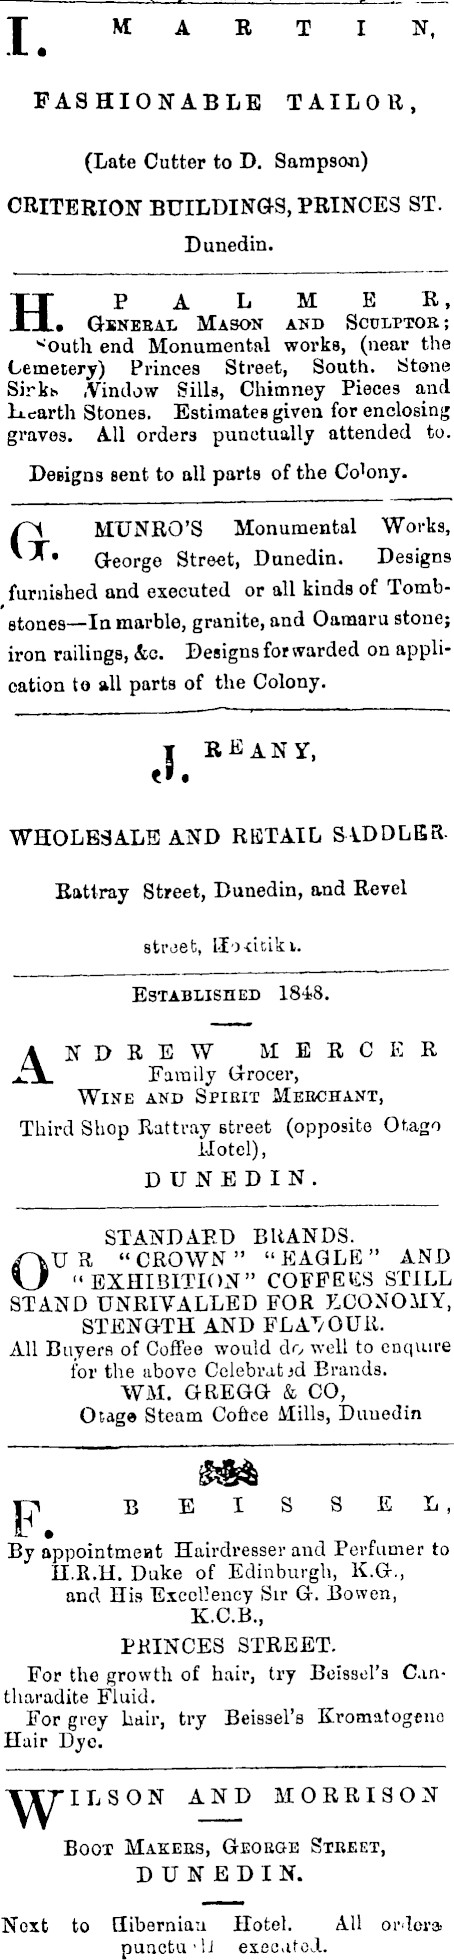 I. MARTIN,
FASHIONABLE TAILOR,
(Late Cutter to D. Sampson)
CRITERION BUILDINGS, PRINCES ST.
Dunedin.
H. PALMER,
GENERAL MASON AND SCULPTOR;
South end Monumental works, (near the
Cemetery) Princes Street, South. Stone
Sirks Window Sills, Chimney Pieces and
Hearth Stones. Estimates given for enclosing
graves. All orders punctually attended to.
Designs sent to all parts of the Colony.
G. MUNRO'S Monumental Works,
George Street, Dunedin. Designs
furnished and executed or all kinds of Tomb-
stones—In marble, granite, and Oamaru stone;
iron railings, &c. Designs forwarded on appli-
cation to all parts of the Colony.
J. REANY,
WHOLESALE AND RETAIL SADDLER.
Rattray Street, Dunedin, and Revel
street, Hokitika.
ESTABLISHED 1848.
ANDREW MERCER
Family Grocer,
WINE AND SPIRIT MERCHANT,
Third Shop Rattray street (opposite Otago
Hotel),
DUNEDIN.
STANDARD BRANDS.
OUR "CROWN" "EAGLE" AND
"EXHIBITION" COFFEES STILL
STAND UNRIVALLED FOR ECONOMY,
STENGTH AND FLAVOUR.
All Buyers of Coffee would do well to enquire
for the above Celebrated Brands.
WM. GREGG & CO,
Otago Steam Coffee Mills, Dunedin
F. BEISSEL,
By appointment Hairdresser and Perfumer to
H.R.H. Duke of Edinburgh, K.G.,
and His Excellency Sir G. Bowen,
K.C.B.,
PRINCES STREET.
For the growth of hair, try Beissel's Can-
tharadite Fluid.
For grey hair, try Beissel's Kromatogene
Hair Dye.
WILSON AND MORRISON
BOOT MAKERS, GEORGE STREET,
DUNEDIN.
Next to Hibernian Hotel. All orders
punctually executed.